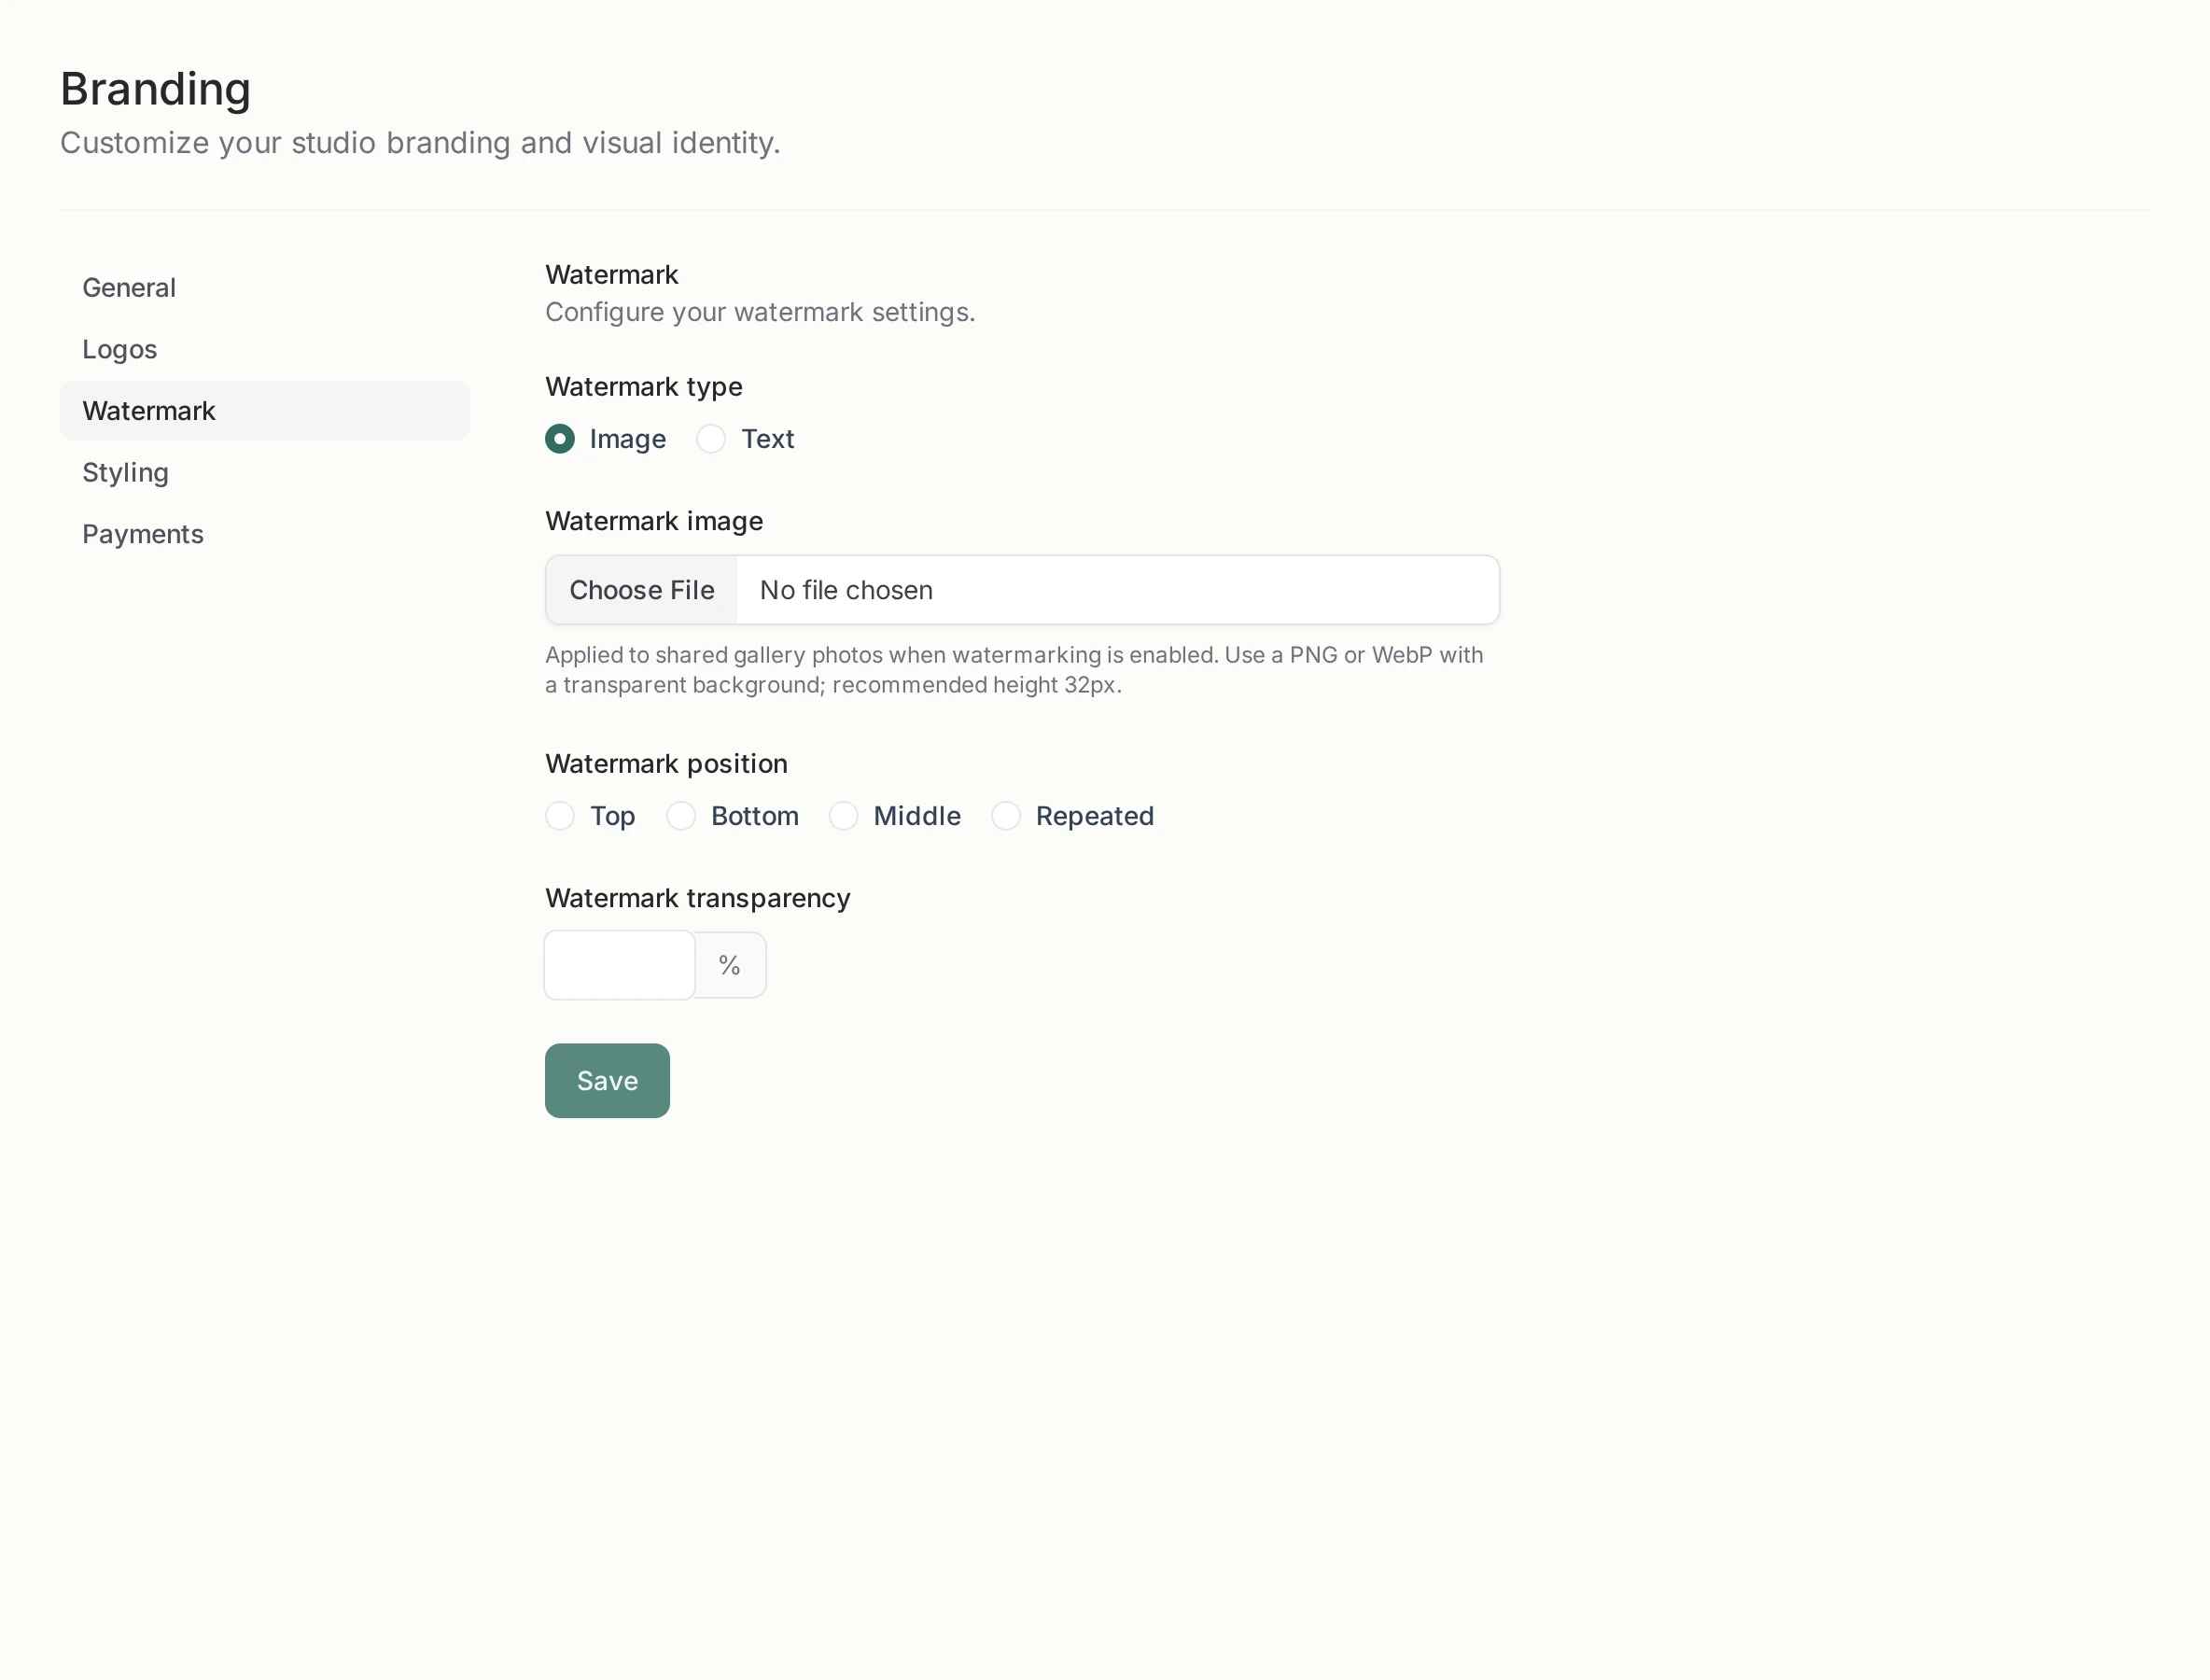 Branding
Customize your studio branding and visual identity.
General
Logos
Watermark
Styling
Payments
Watermark
Configure your watermark settings.
Watermark type
Image Text
Watermark image
Choose File No file chosen
Applied to shared gallery photos when watermarking is enabled. Use a PNG or WebP with
a transparent background; recommended height 32px.
Watermark position
Top Bottom Middle Repeated
Watermark transparency
%
Save